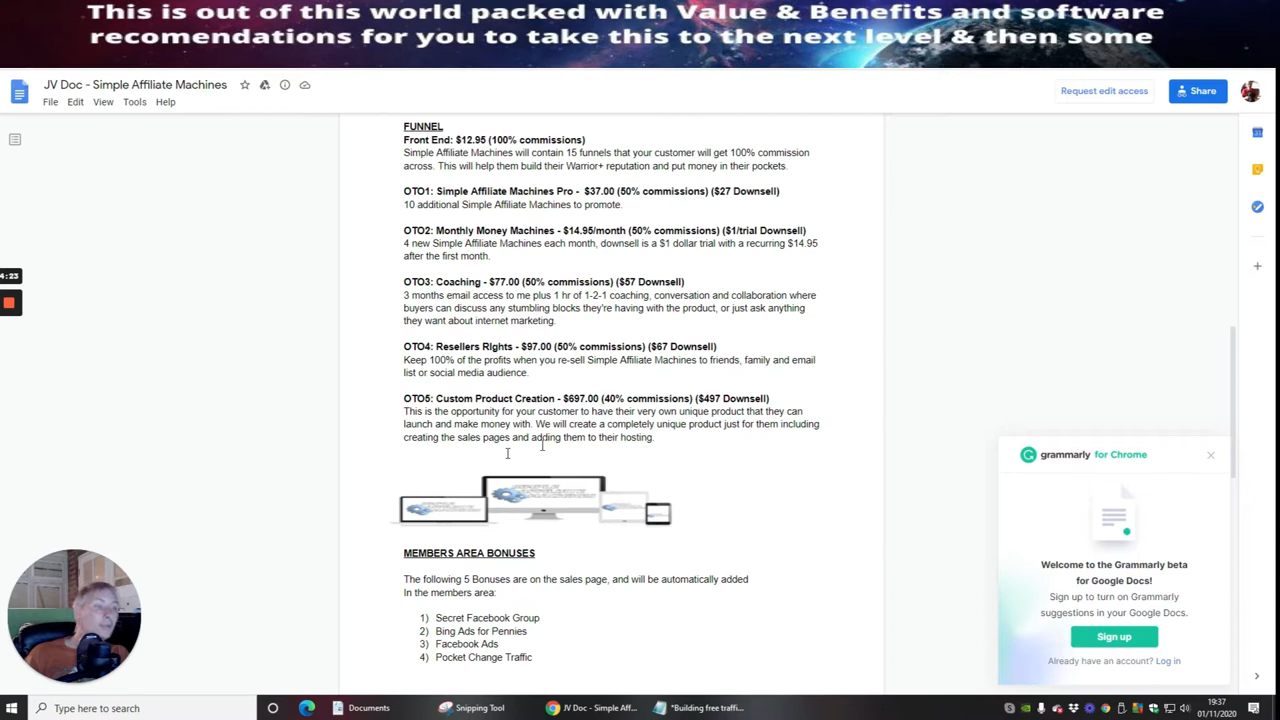 This is out of this world packed with Value & Benefits and software
recomendations for you to take this to the next level & then some
JV Doc - Simple Affiliate Machines
File Edit View Tools Help
Request edit access
Share
FUNNEL
Front End: $12.95 (100% commissions)
Simple Affiliate Machines will contain 15 funnels that your customer will get 100% commission
across. This will help them build their Warrior+ reputation and put money in their pockets.
OTO1: Simple Affiliate Machines Pro - $37.00 (50% commissions) ($27 Downsell)
10 additional Simple Affiliate Machines to promote.
OTO2: Monthly Money Machines - $14.95/month (50% commissions) ($1/trial Downsell)
4 new Simple Affiliate Machines each month, downsell is a $1 dollar trial with a recurring $14.95
after the first month.
OTO3: Coaching - $77.00 (50% commissions) ($57 Downsell)
3 months email access to me plus 1 hr of 1-2-1 coaching, conversation and collaboration where
buyers can discuss any stumbling blocks they're having with the product, or just ask anything
they want about internet marketing.
OTO4: Resellers RIghts - $97.00 (50% commissions) ($67 Downsell)
Keep 100% of the profits when you re-sell Simple Affiliate Machines to friends, family and email
list or social media audience.
OTO5: Custom Product Creation - $697.00 (40% commissions) ($497 Downsell)
This is the opportunity for your customer to have their very own unique product that they can
launch and make money with. We will create a completely unique product just for them including
creating the sales pages and adding them to their hosting.
MEMBERS AREA BONUSES
The following 5 Bonuses are on the sales page, and will be automatically added
In the members area:
1) Secret Facebook Group
2) Bing Ads for Pennies
3) Facebook Ads
4) Pocket Change Traffic
4:23
31
grammarly for Chrome
Welcome to the Grammarly beta
for Google Docs!
Sign up to turn on Grammarly
suggestions in your Google Docs.
Sign up
Already have an account? Log in
Type here to search
Documents
Snipping Tool
JV Doc - Simple Aff...
*Building free traffi...
19:37
01/11/2020